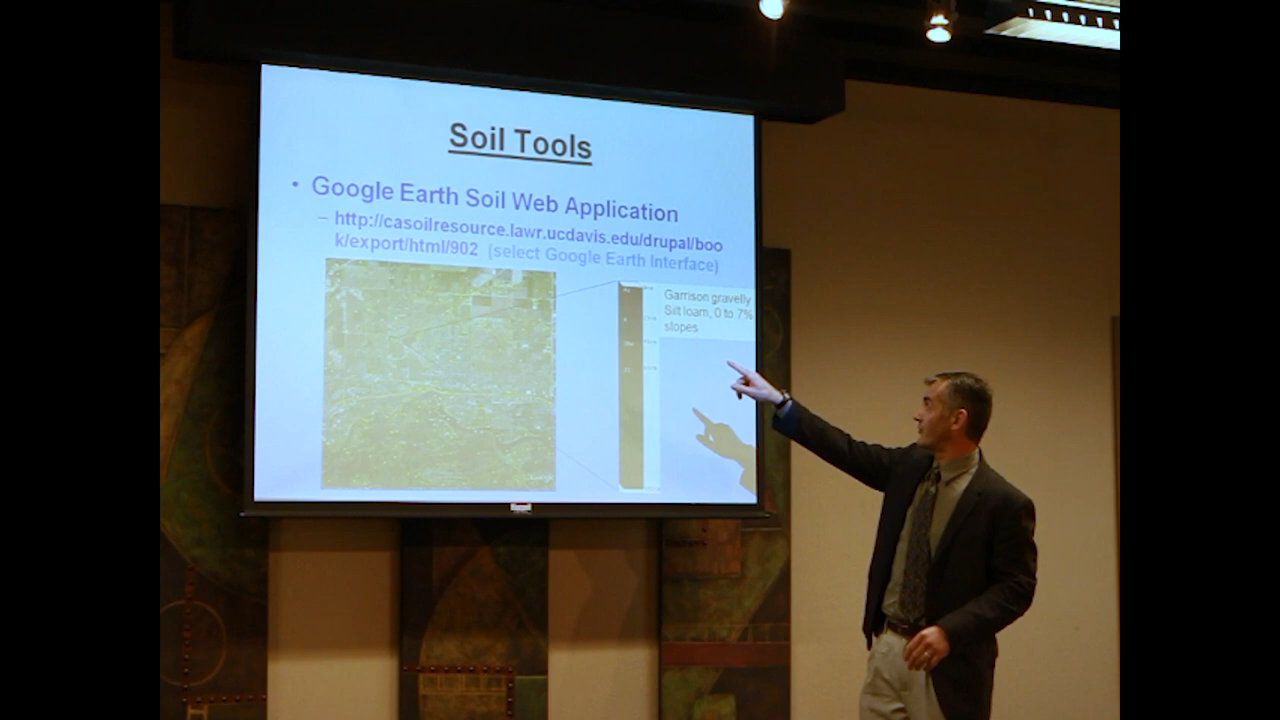 Soil Tools
• Google Earth Soil Web Application
– http://casoilresource.lawr.ucdavis.edu/drupal/boo
k/export/html/902 (select Google Earth Interface)
Garrison gravelly
Silt loam, 0 to 7%
slopes